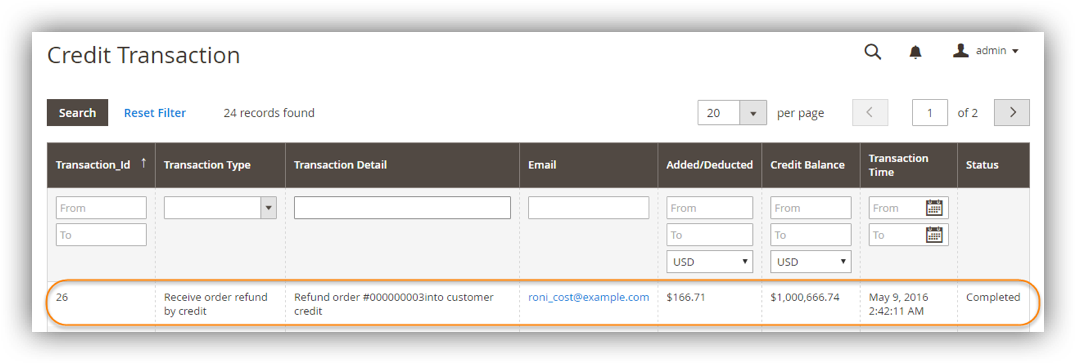 Credit Transaction
admin
Search Reset Filter 24 records found 20 per page 1 of 2
Transaction_Id ↑ Transaction Type Transaction Detail Email Added/Deducted Credit Balance Transaction Time Status
From From From From
To To To To
USD USD
26 Receive order refund by credit Refund order #000000003into customer credit roni_cost@example.com $166.71 $1,000,666.74 May 9, 2016 2:42:11 AM Completed